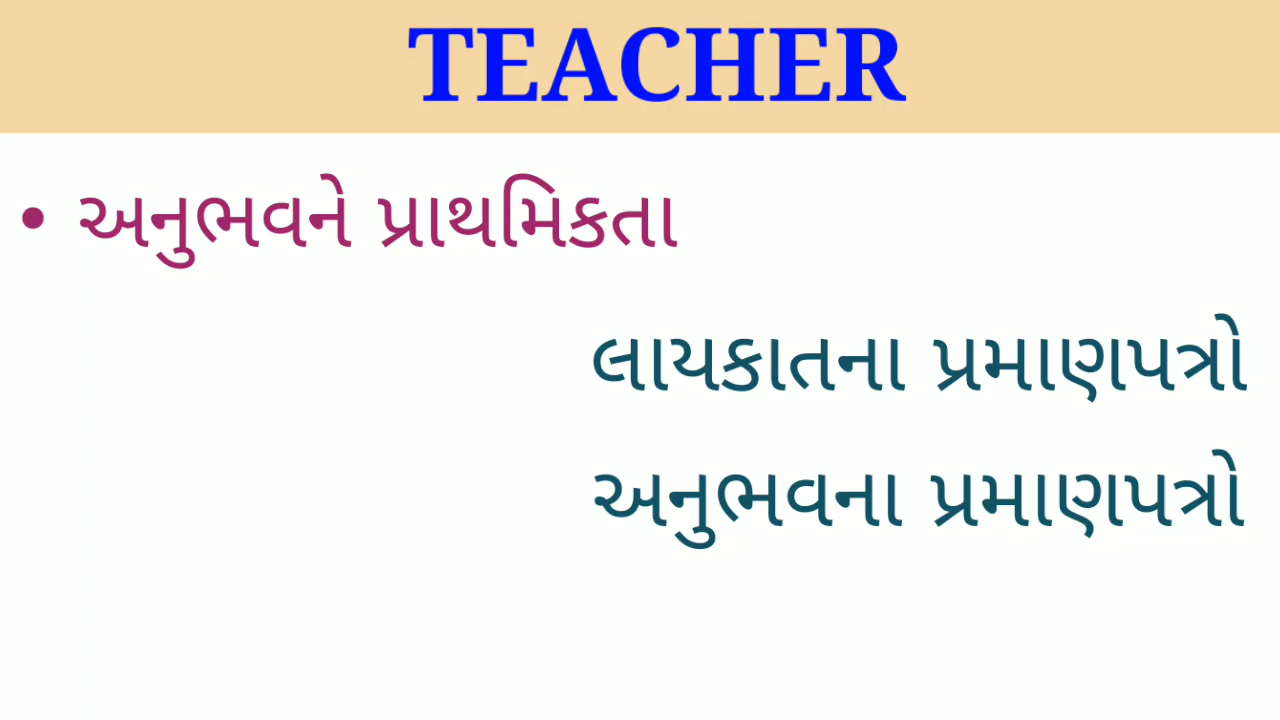 TEACHER
• અનુભવને પ્રાથમિકતા
લાયકાતના પ્રમાણપત્રો
અનુભવના પ્રમાણપત્રો